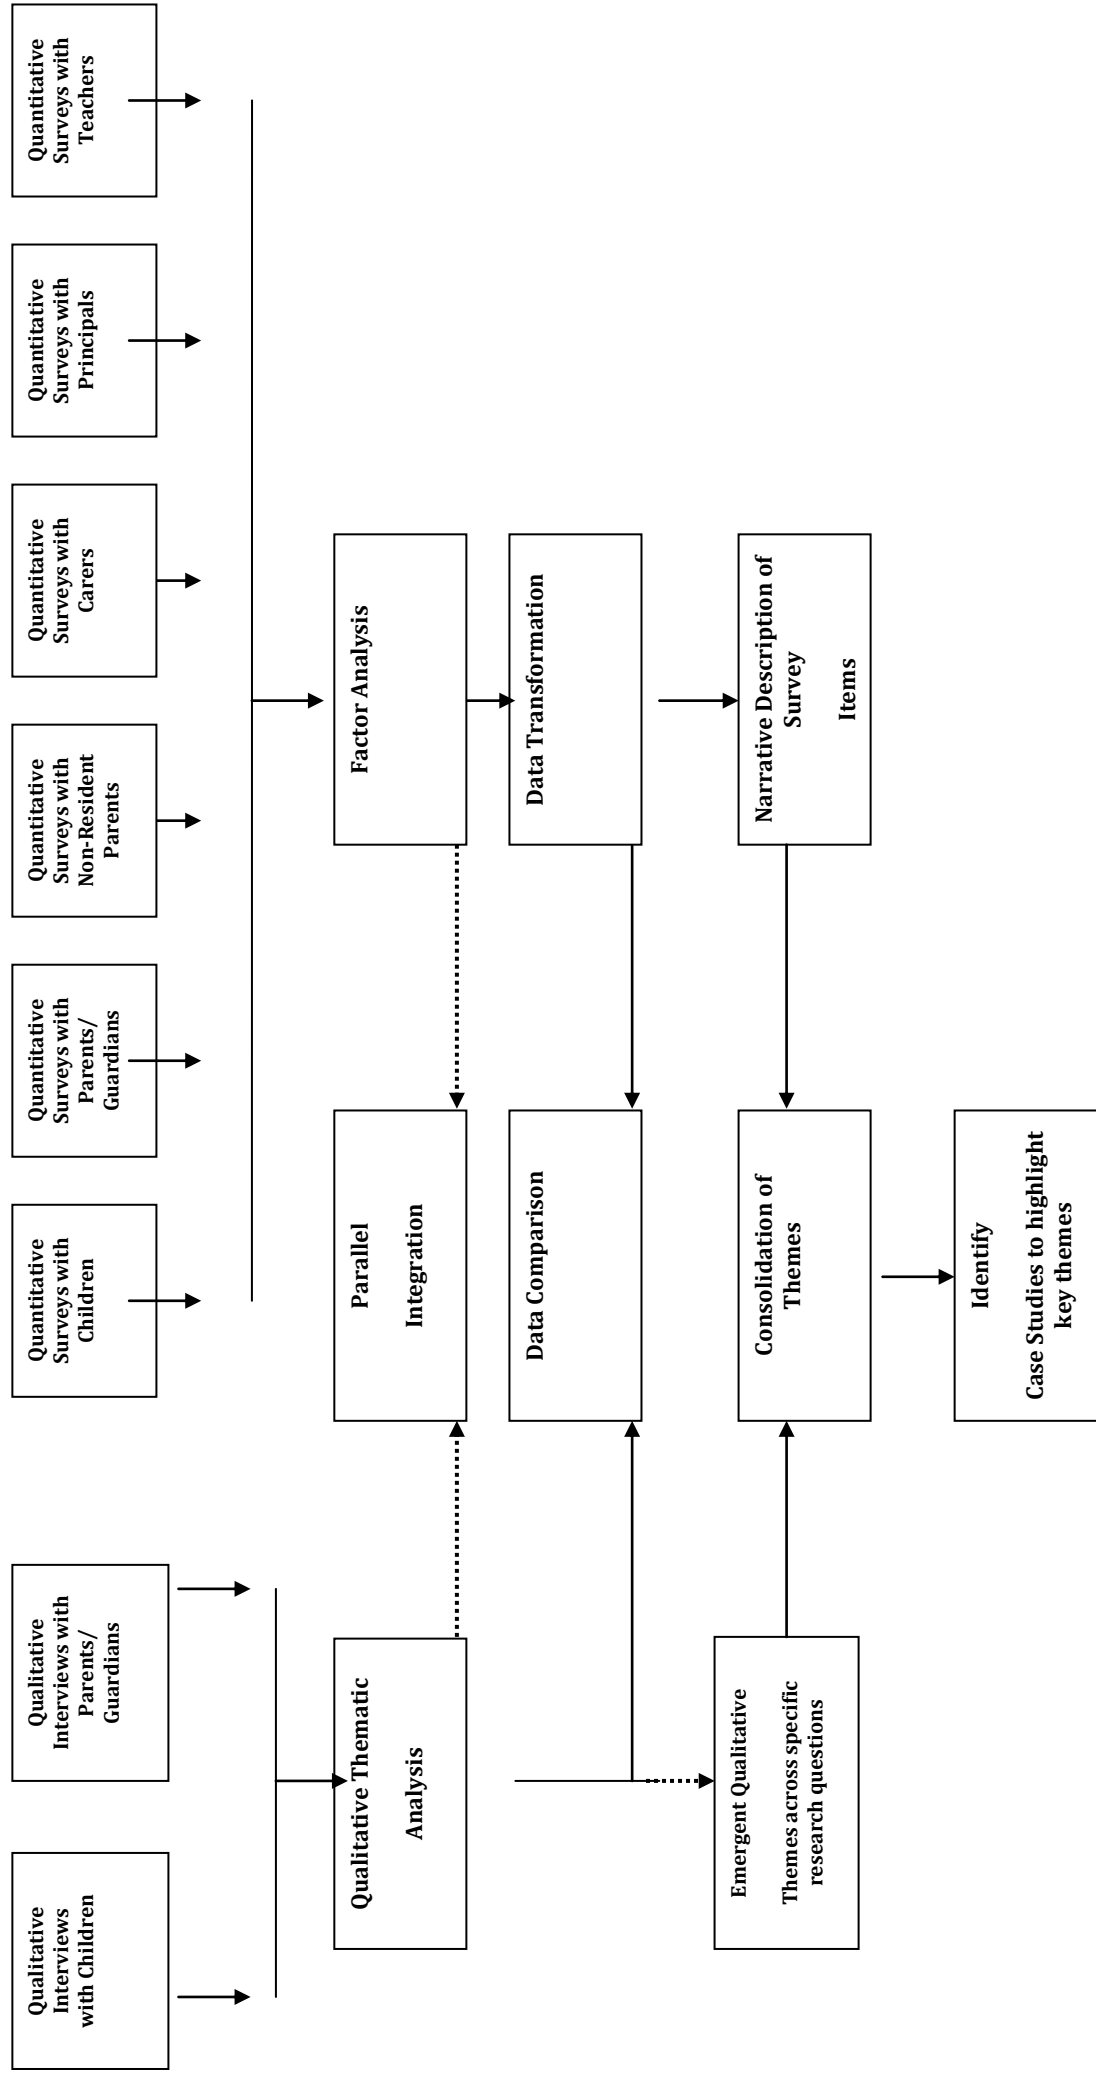 Qualitative
Interviews
with Children
Qualitative
Interviews with
Parents/
Guardians
Quantitative
Surveys with
Children
Quantitative
Surveys with
Parents/
Guardians
Quantitative
Surveys with
Non-Resident
Parents
Quantitative
Surveys with
Carers
Quantitative
Surveys with
Principals
Quantitative
Surveys with
Teachers
Qualitative Thematic
Analysis
Parallel
Integration
Factor Analysis
Data Comparison
Data Transformation
Emergent Qualitative
Themes across specific
research questions
Consolidation of
Themes
Narrative Description of
Survey
Items
Identify
Case Studies to highlight
key themes